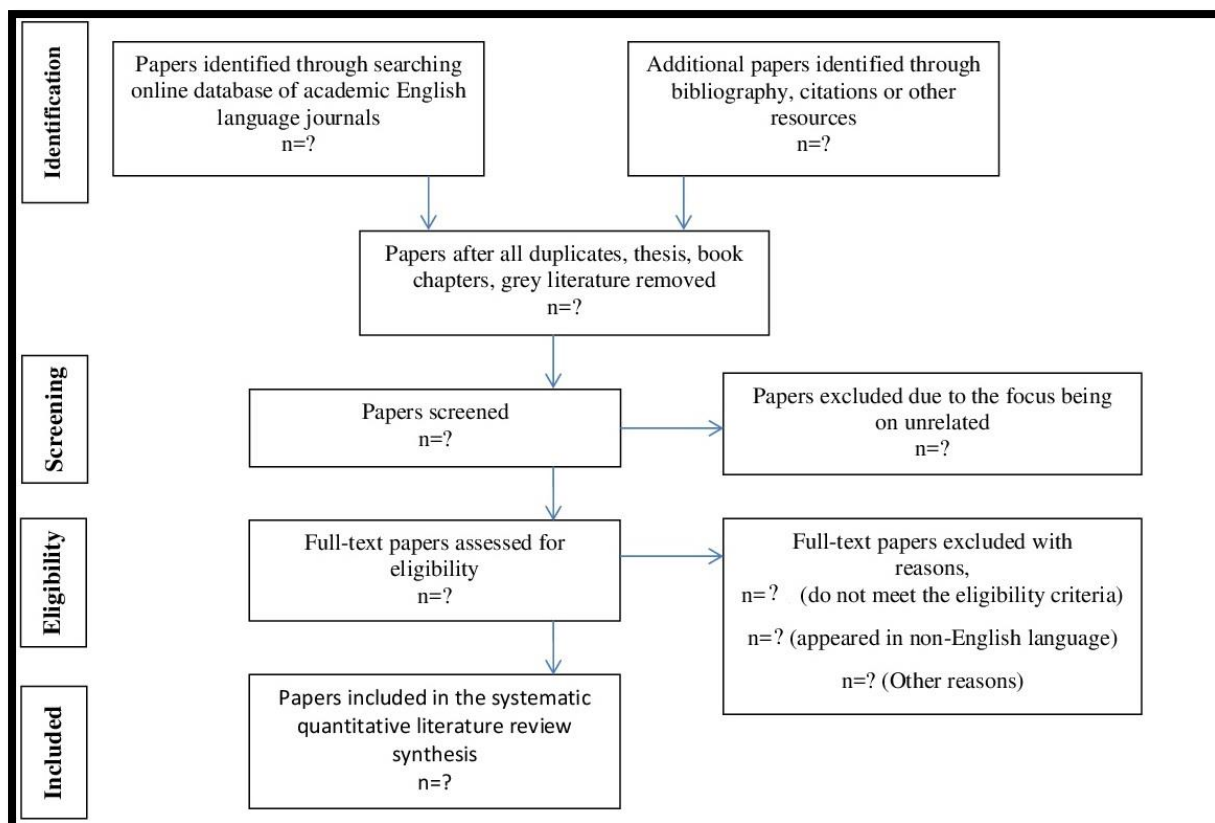 Identification
Papers identified through searching
online database of academic English
language journals
n=?
Additional papers identified through
bibliography, citations or other
resources
n=?
Papers after all duplicates, thesis, book
chapters, grey literature removed
n=?
Screening
Papers screened
n=?
Papers excluded due to the focus being
on unrelated
n=?
Eligibility
Full-text papers assessed for
eligibility
n=?
Full-text papers excluded with
reasons,
n=? (do not meet the eligibility criteria)
n=? (appeared in non-English language)
n=? (Other reasons)
Included
Papers included in the systematic
quantitative literature review
synthesis
n=?